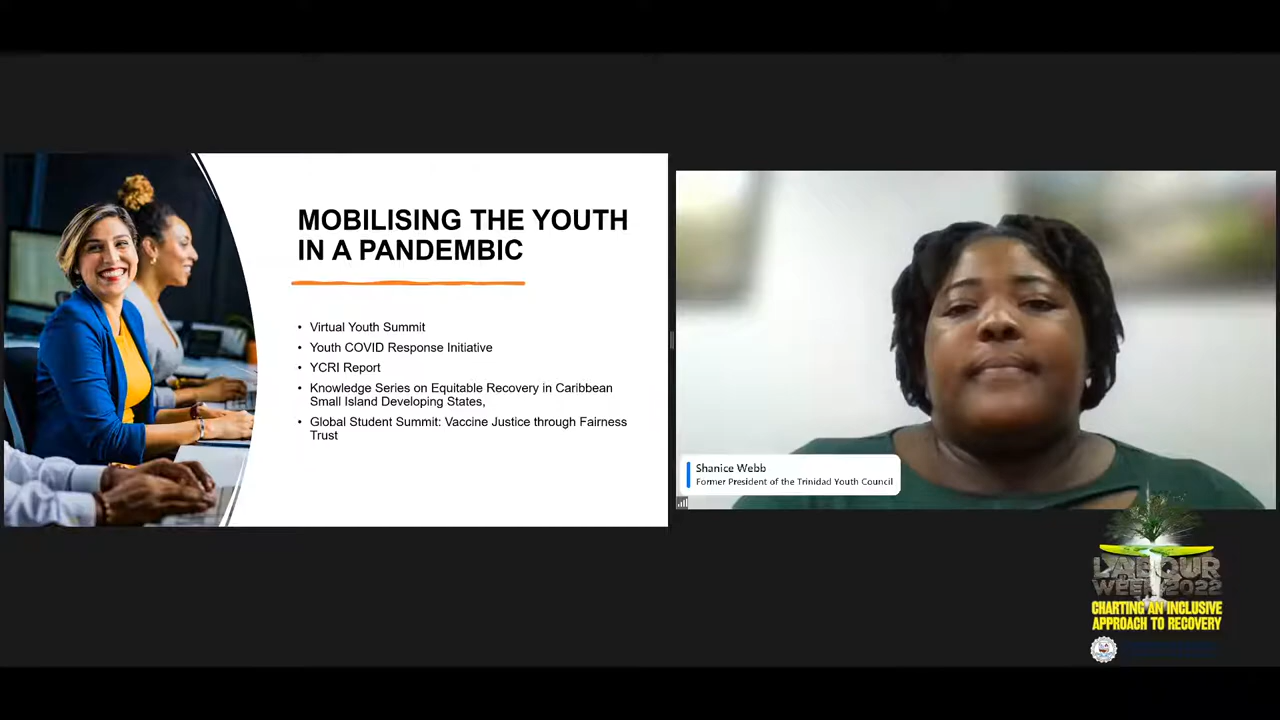 MOBILISING THE YOUTH
IN A PANDEMBIC
• Virtual Youth Summit
• Youth COVID Response Initiative
• YCRI Report
• Knowledge Series on Equitable Recovery in Caribbean
Small Island Developing States,
• Global Student Summit: Vaccine Justice through Fairness
Trust
Shanice Webb
Former President of the Trinidad Youth Council
LABOUR
WEEK 2022
CHARTING AN INCLUSIVE
APPROACH TO RECOVERY